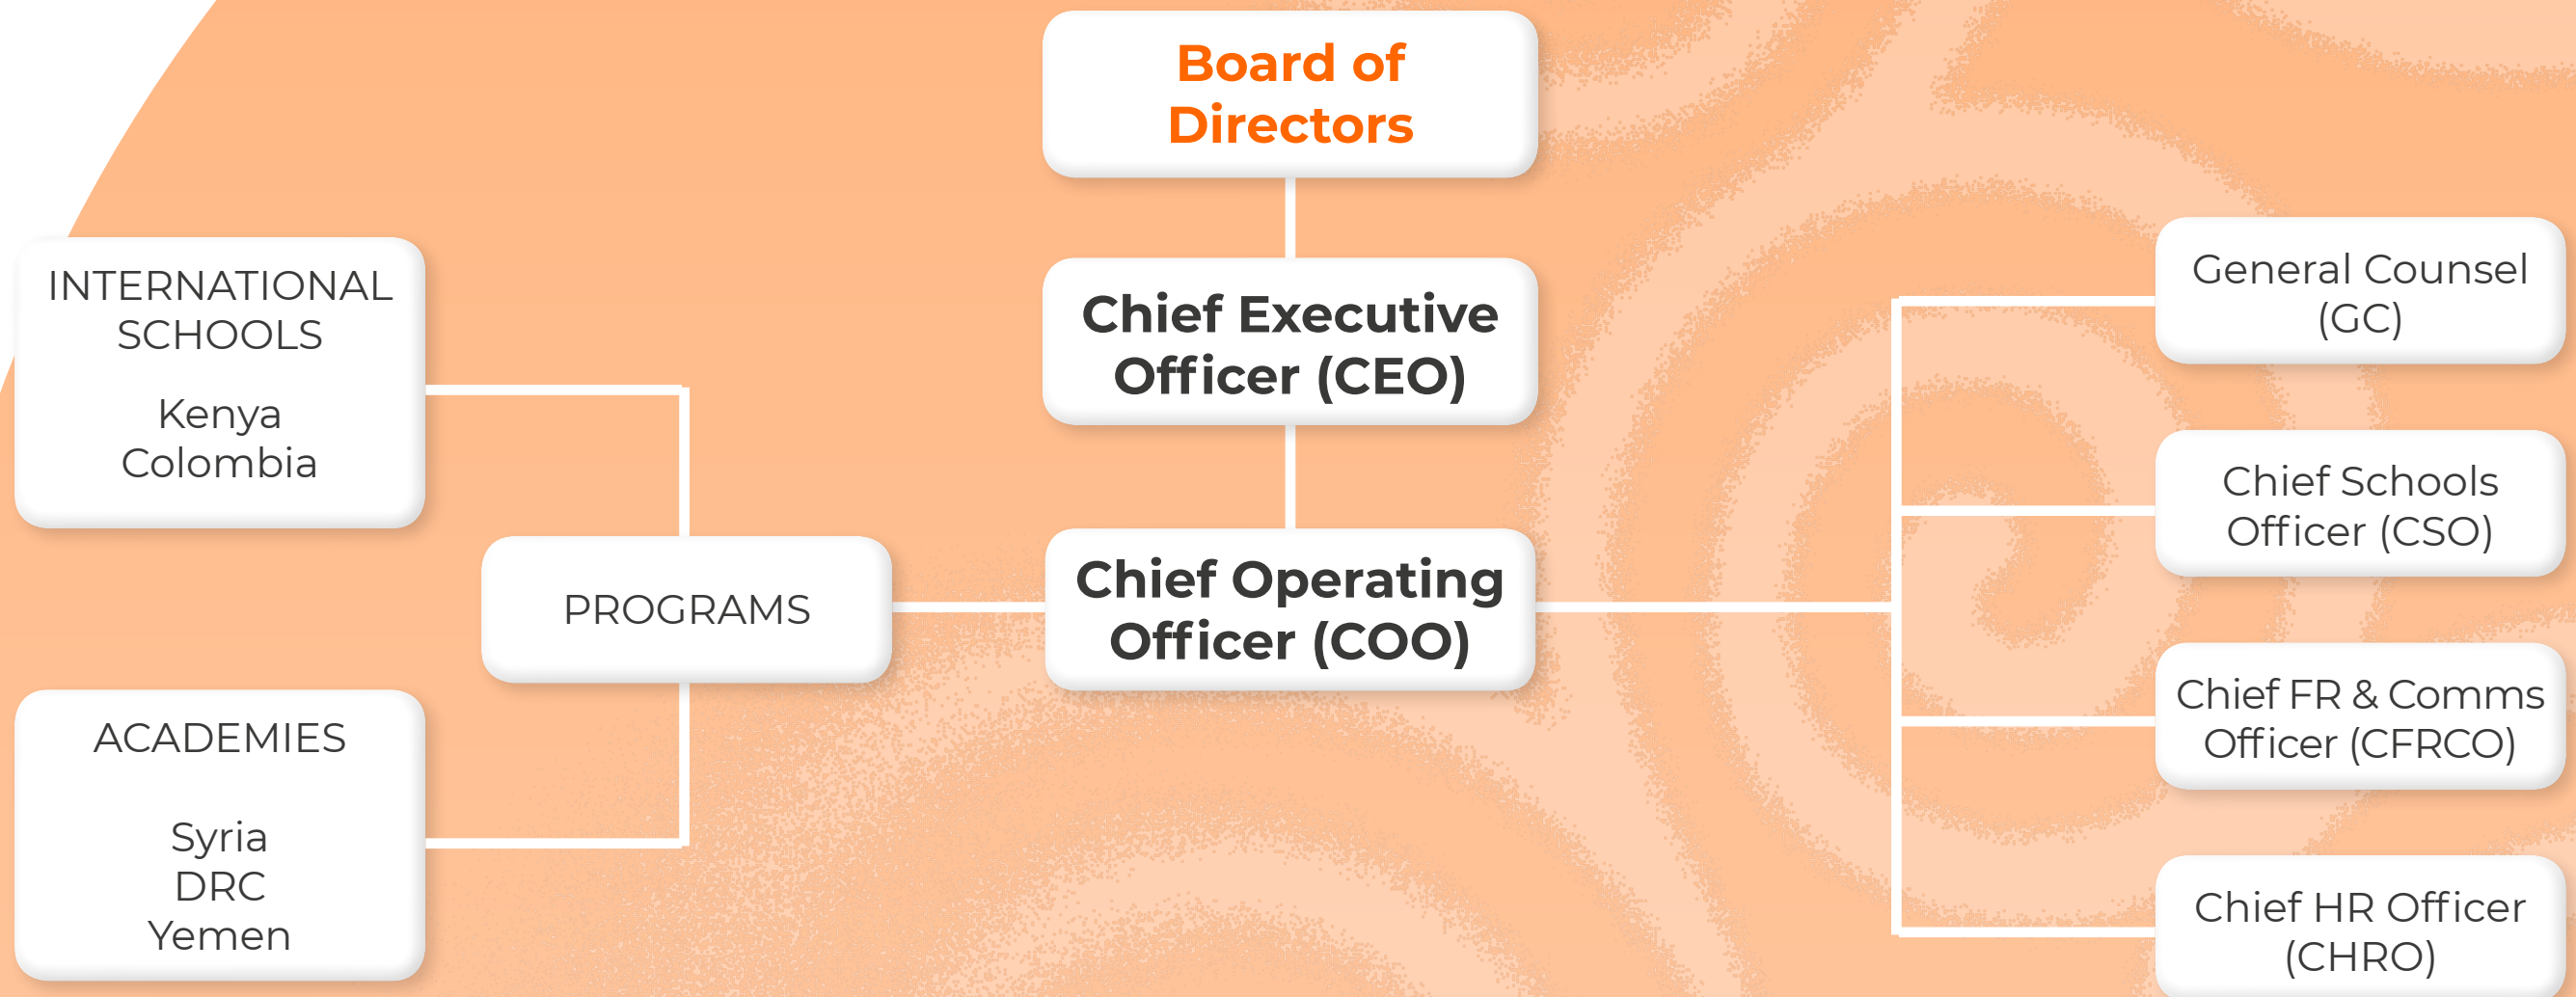 Board of
Directors
Chief Executive
Officer (CEO)
Chief Operating
Officer (COO)
INTERNATIONAL
SCHOOLS
Kenya
Colombia
PROGRAMS
ACADEMIES
Syria
DRC
Yemen
General Counsel
(GC)
Chief Schools
Officer (CSO)
Chief FR & Comms
Officer (CFRCO)
Chief HR Officer
(CHRO)